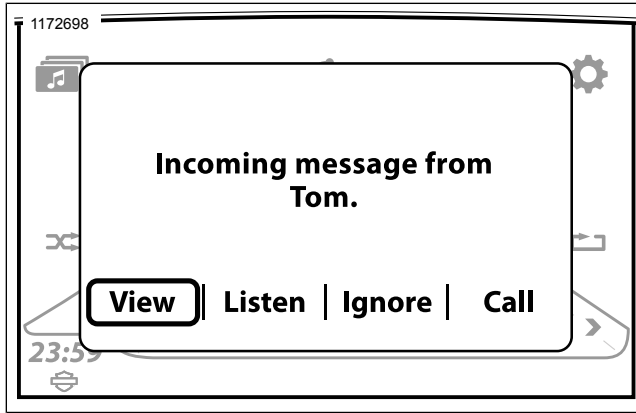 1172698
Incoming message from
Tom.
View | Listen | Ignore | Call
23:59